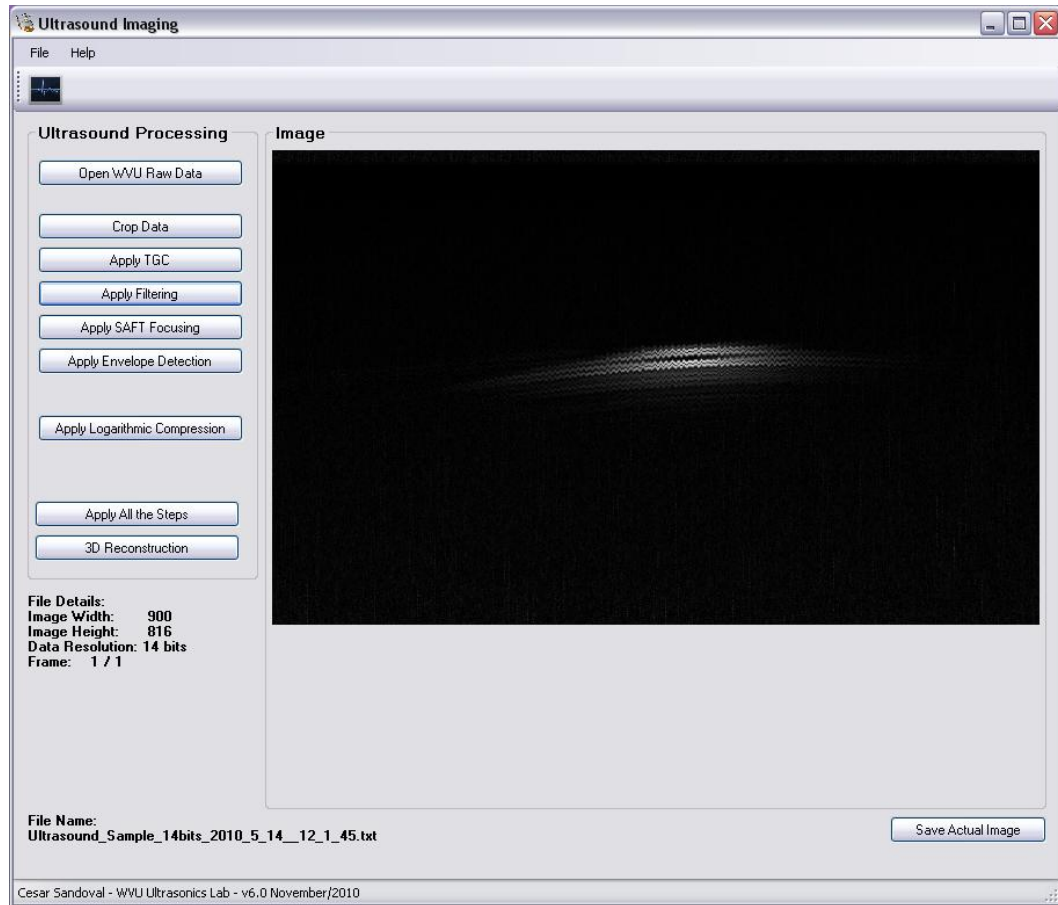 Ultrasound Imaging
File Help
Ultrasound Processing
Open WVU Raw Data
Crop Data
Apply TGC
Apply Filtering
Apply SAFT Focusing
Apply Envelope Detection
Apply Logarithmic Compression
Apply All the Steps
3D Reconstruction
Image
File Details:
Image Width: 900
Image Height: 816
Data Resolution: 14 bits
Frame: 1 / 1
File Name:
Ultrasound_Sample_14bits_2010_5_14__12_1_45.txt
Save Actual Image
Cesar Sandoval - WVU Ultrasonics Lab - v6.0 November/2010